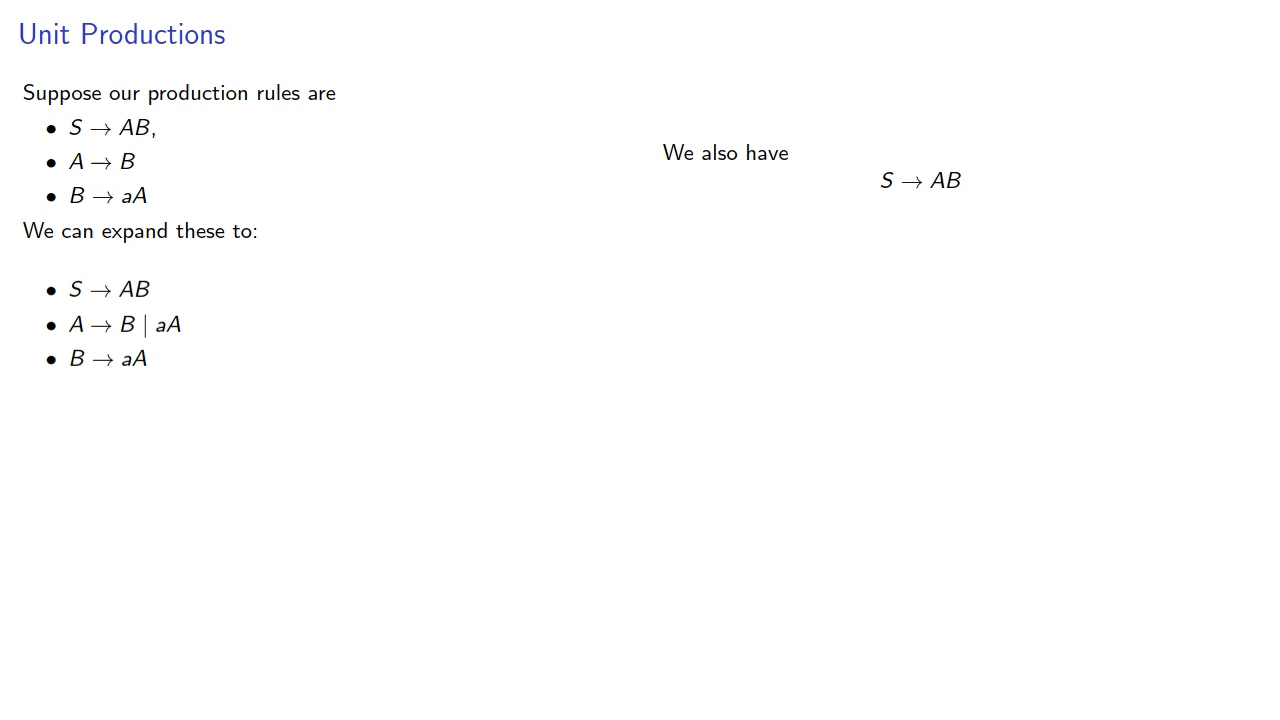 Unit Productions
Suppose our production rules are
• S → AB,
• A → B
• B → aA
We can expand these to:
• S → AB
• A → B | aA
• B → aA
We also have
S → AB